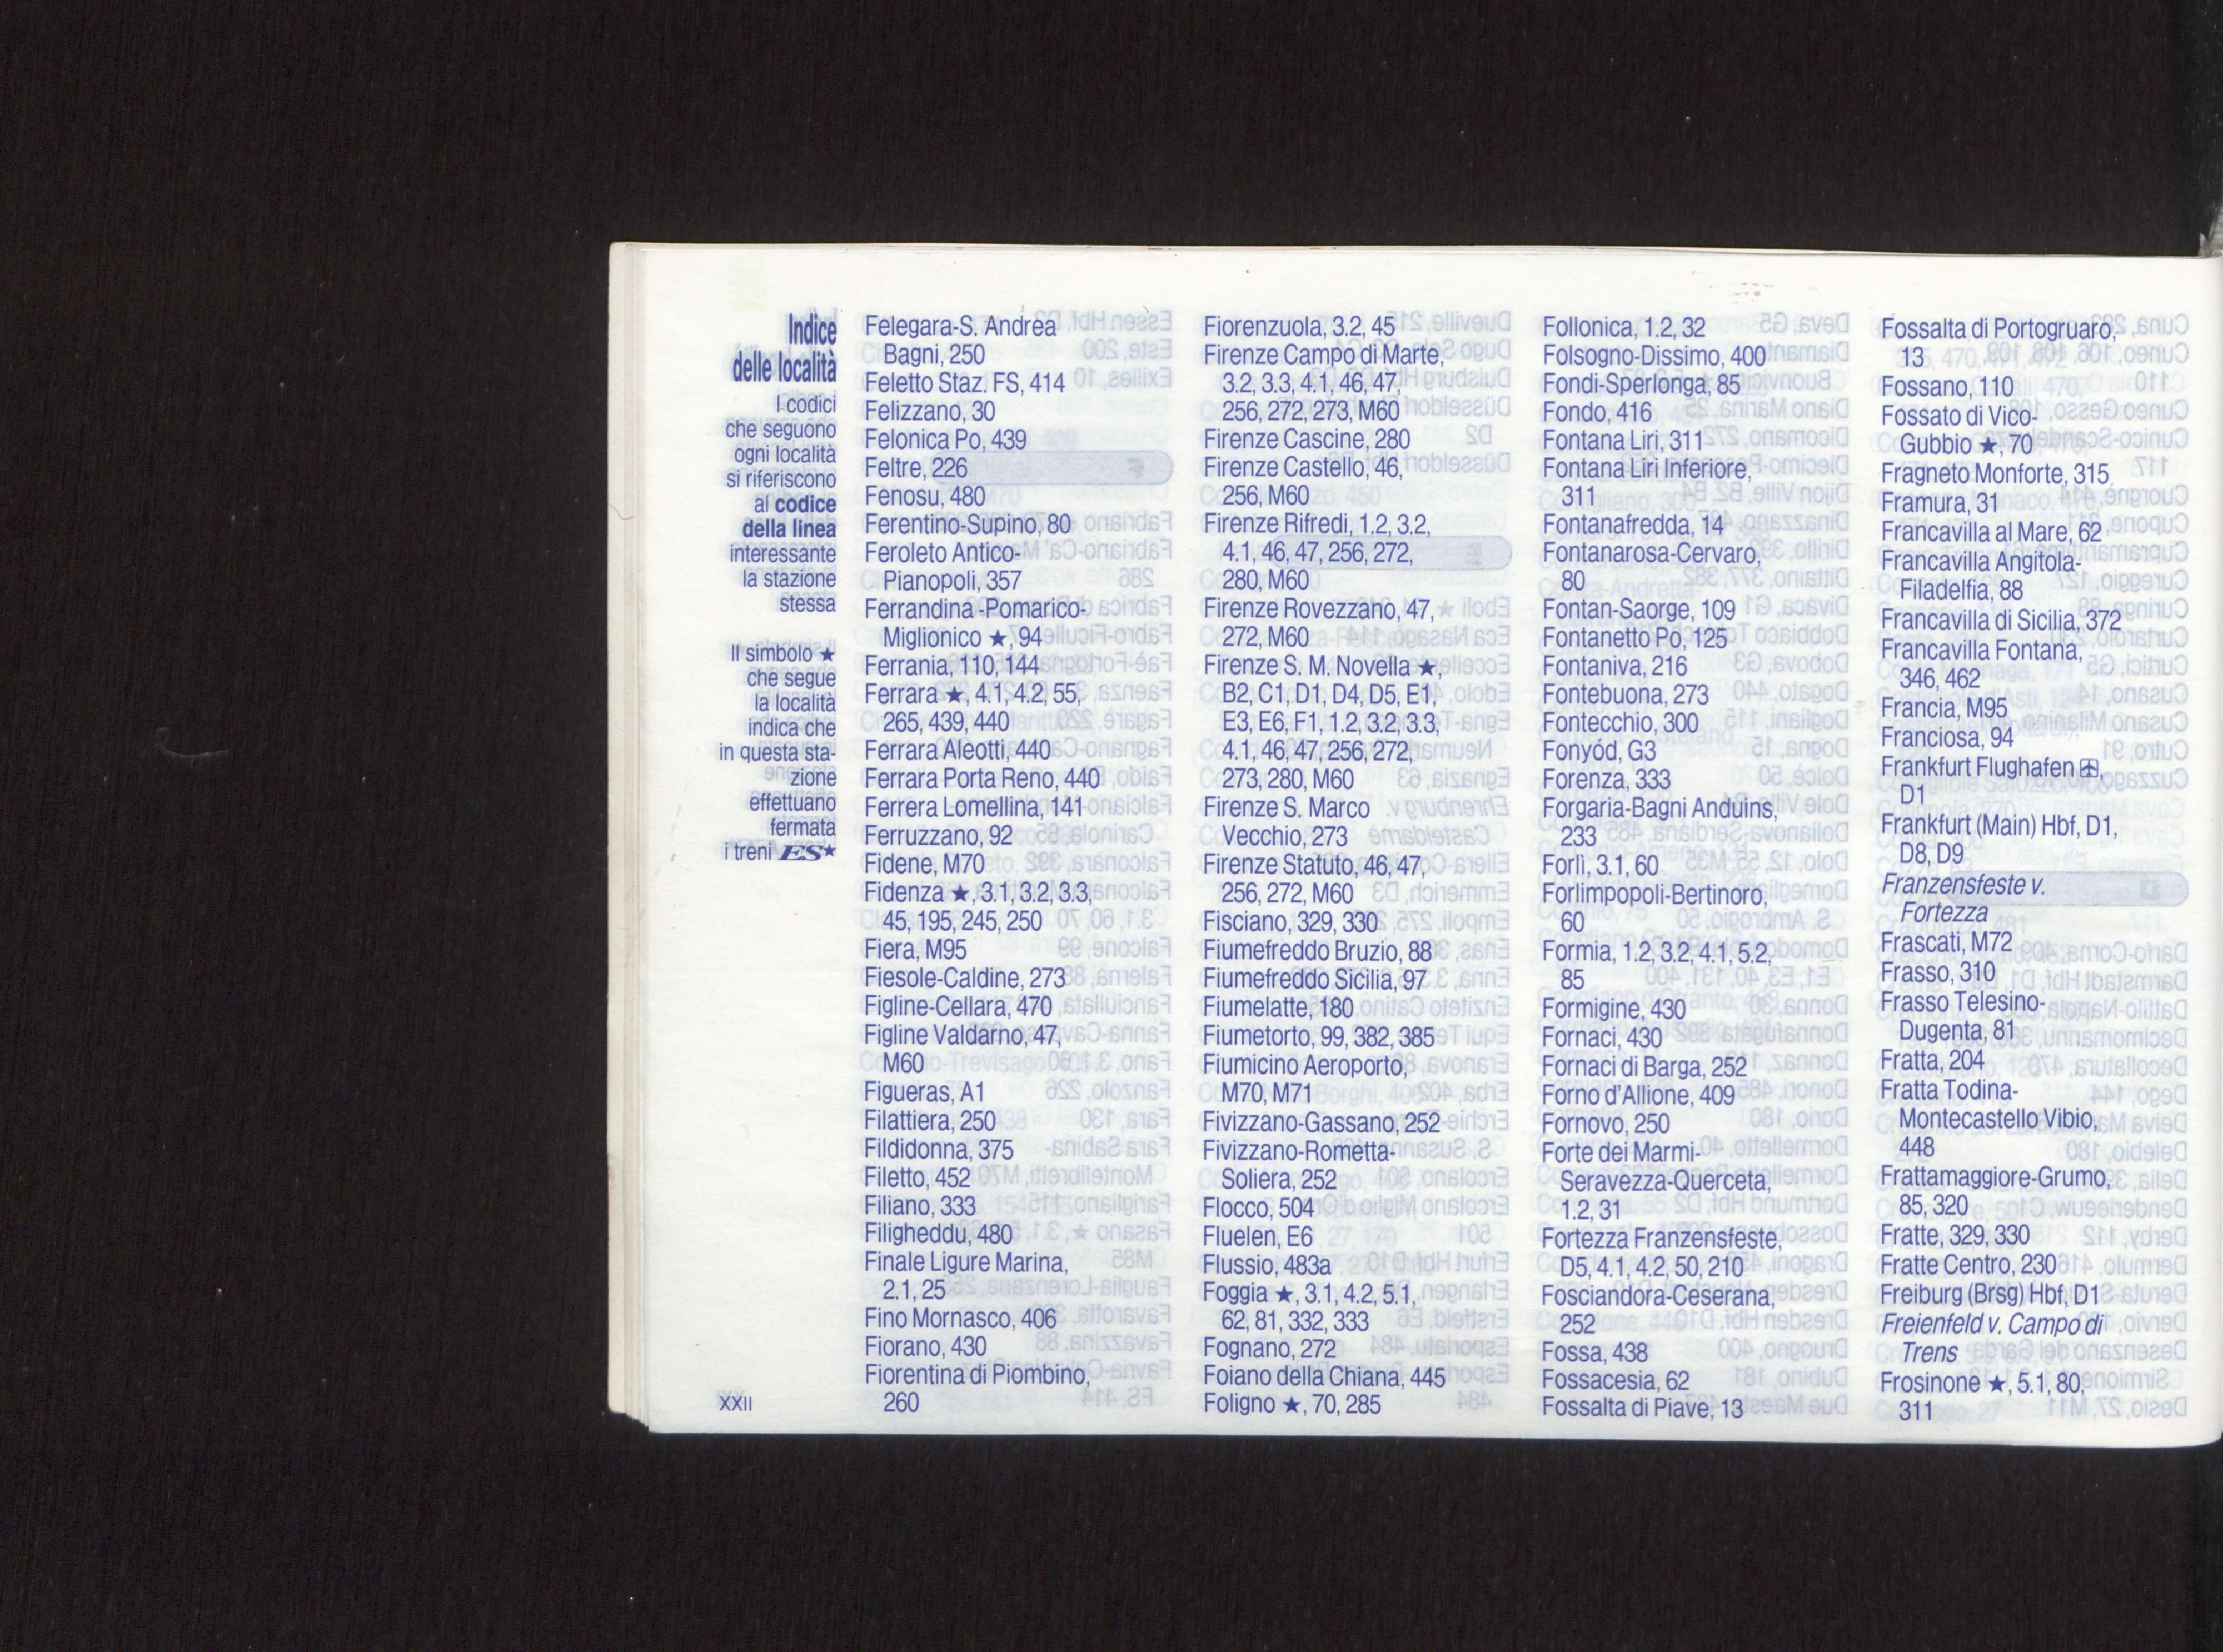 Indice
delle località
I codici
che seguono
ogni località
si riferiscono
al codice
della linea
interessante
la stazione
stessa
Il simbolo ★
che segue
la località
indica che
in questa sta-
zione
effettuano
fermata
i treni ES★
XXII
Felegara-S. Andrea
Bagni, 250
Feletto Staz. FS, 414
Felizzano, 30
Felonica Po, 439
Feltre, 226
Fenosu, 480
Ferentino-Supino, 80
Feroleto Antico-
Pianopoli, 357
Ferrandina -Pomarico-
Miglionico ★, 94
Ferrania, 110, 144
Ferrara ★, 4.1, 4.2, 55,
265, 439, 440
Ferrara Aleotti, 440
Ferrara Porta Reno, 440
Ferrera Lomellina, 141
Ferruzzano, 92
Fidene, M70
Fidenza ★, 3.1, 3.2, 3.3,
45, 195, 245, 250
Fiera, M95
Fiesole-Caldine, 273
Figline-Cellara, 470
Figline Valdarno, 47,
M60
Figueras, A1
Filattiera, 250
Fildidonna, 375
Filetto, 452
Filiano, 333
Filigheddu, 480
Finale Ligure Marina,
2.1, 25
Fino Mornasco, 406
Fiorano, 430
Fiorentina di Piombino,
260
Fiorenzuola, 3.2, 45
Firenze Campo di Marte,
3.2, 3.3, 4.1, 46, 47,
256, 272, 273, M60
Firenze Cascine, 280
Firenze Castello, 46,
256, M60
Firenze Rifredi, 1.2, 3.2,
4.1, 46, 47, 256, 272,
280, M60
Firenze Rovezzano, 47,
272, M60
Firenze S. M. Novella ★,
B2, C1, D1, D4, D5, E1,
E3, E6, F1, 1.2, 3.2, 3.3,
4.1, 46, 47, 256, 272,
273, 280, M60
Firenze S. Marco
Vecchio, 273
Firenze Statuto, 46, 47,
256, 272, M60
Fisciano, 329, 330
Fiumefreddo Bruzio, 88
Fiumefreddo Sicilia, 97
Fiumelatte, 180
Fiumetorto, 99, 382, 385
Fiumicino Aeroporto,
M70, M71
Fivizzano-Gassano, 252
Fivizzano-Rometta-
Soliera, 252
Flocco, 504
Fluelen, E6
Flussio, 483a
Foggia ★, 3.1, 4.2, 5.1,
62, 81, 332, 333
Fognano, 272
Foiano della Chiana, 445
Foligno ★, 70, 285
Follonica, 1.2, 32
Folsogno-Dissimo, 400
Fondi-Sperlonga, 85
Fondo, 416
Fontana Liri, 311
Fontana Liri Inferiore,
311
Fontanafredda, 14
Fontanarosa-Cervaro,
80
Fontan-Saorge, 109
Fontanetto Po, 125
Fontaniva, 216
Fontebuona, 273
Fontecchio, 300
Fonyód, G3
Forenza, 333
Forgaria-Bagni Anduins,
233
Forlì, 3.1, 60
Forlimpopoli-Bertinoro,
60
Formia, 1.2, 3.2, 4.1, 5.2,
85
Formigine, 430
Fornaci, 430
Fornaci di Barga, 252
Forno d'Allione, 409
Fornovo, 250
Forte dei Marmi-
Seravezza-Querceta,
1.2, 31
Fortezza Franzensfeste,
D5, 4.1, 4.2, 50, 210
Fosciandora-Ceserana,
252
Fossa, 438
Fossacesia, 62
Fossalta di Piave, 13
Fossalta di Portogruaro,
13
Fossano, 110
Fossato di Vico-
Gubbio ★, 70
Fragneto Monforte, 315
Framura, 31
Francavilla al Mare, 62
Francavilla Angitola-
Filadelfia, 88
Francavilla di Sicilia, 372
Francavilla Fontana,
346, 462
Francia, M95
Franciosa, 94
Frankfurt Flughafen ✈,
D1
Frankfurt (Main) Hbf, D1,
D8, D9
Franzensfeste v.
Fortezza
Frascati, M72
Frasso, 310
Frasso Telesino-
Dugenta, 81
Fratta, 204
Fratta Todina-
Montecastello Vibio,
448
Frattamaggiore-Grumo,
85, 320
Fratte, 329, 330
Fratte Centro, 230
Freiburg (Brsg) Hbf, D1
Freienfeld v. Campo di
Trens
Frosinone ★, 5.1, 80,
311